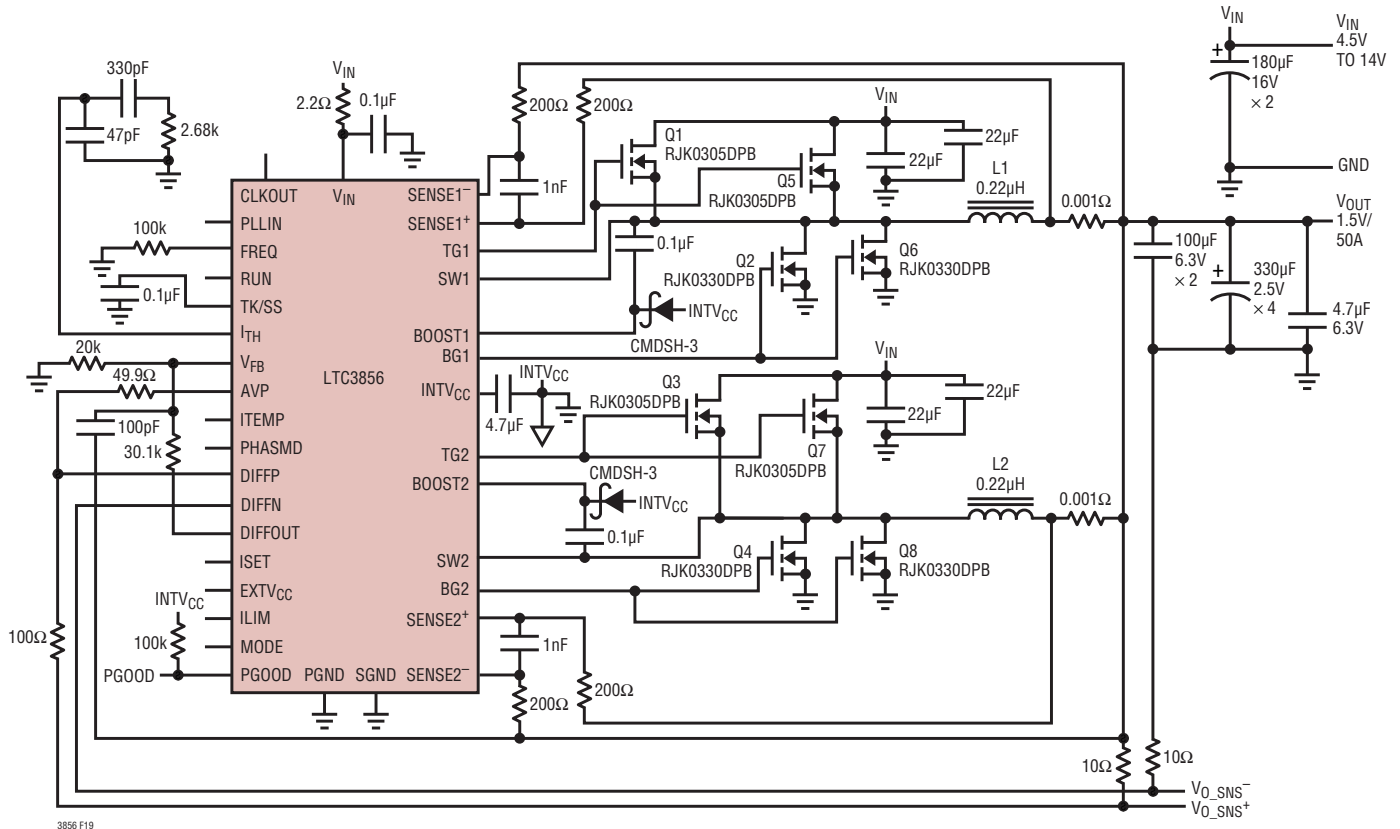 330pF
47pF
2.68k
V_IN
2.2Ω
0.1µF
200Ω
200Ω
1nF
Q1
RJK0305DPB
Q5
RJK0305DPB
V_IN
22µF
22µF
L1
0.22µH
0.001Ω
V_IN
+
180µF
16V
× 2
V_IN
4.5V
TO 14V
GND
V_OUT
1.5V/
50A
100µF
6.3V
× 2
+
330µF
2.5V
× 4
4.7µF
6.3V
0.1µF
Q2
RJK0330DPB
Q6
RJK0330DPB
INTV_CC
CMDSH-3
100k
0.1µF
20k
49.9Ω
100pF
30.1k
100Ω
INTV_CC
100k
PGOOD
CLKOUT
PLLIN
FREQ
RUN
TK/SS
I_TH
V_FB
AVP
ITEMP
PHASMD
DIFFP
DIFFN
DIFFOUT
ISET
EXTV_CC
ILIM
MODE
PGOOD
V_IN
LTC3856
PGND
SGND
SENSE1⁻
SENSE1⁺
TG1
SW1
BOOST1
BG1
INTV_CC
TG2
BOOST2
SW2
BG2
SENSE2⁺
SENSE2⁻
INTV_CC
4.7µF
Q3
RJK0305DPB
Q7
RJK0305DPB
V_IN
22µF
22µF
CMDSH-3
INTV_CC
0.1µF
L2
0.22µH
0.001Ω
Q4
RJK0330DPB
Q8
RJK0330DPB
1nF
200Ω
200Ω
10Ω
10Ω
V_O_SNS⁻
V_O_SNS⁺
3856 F19